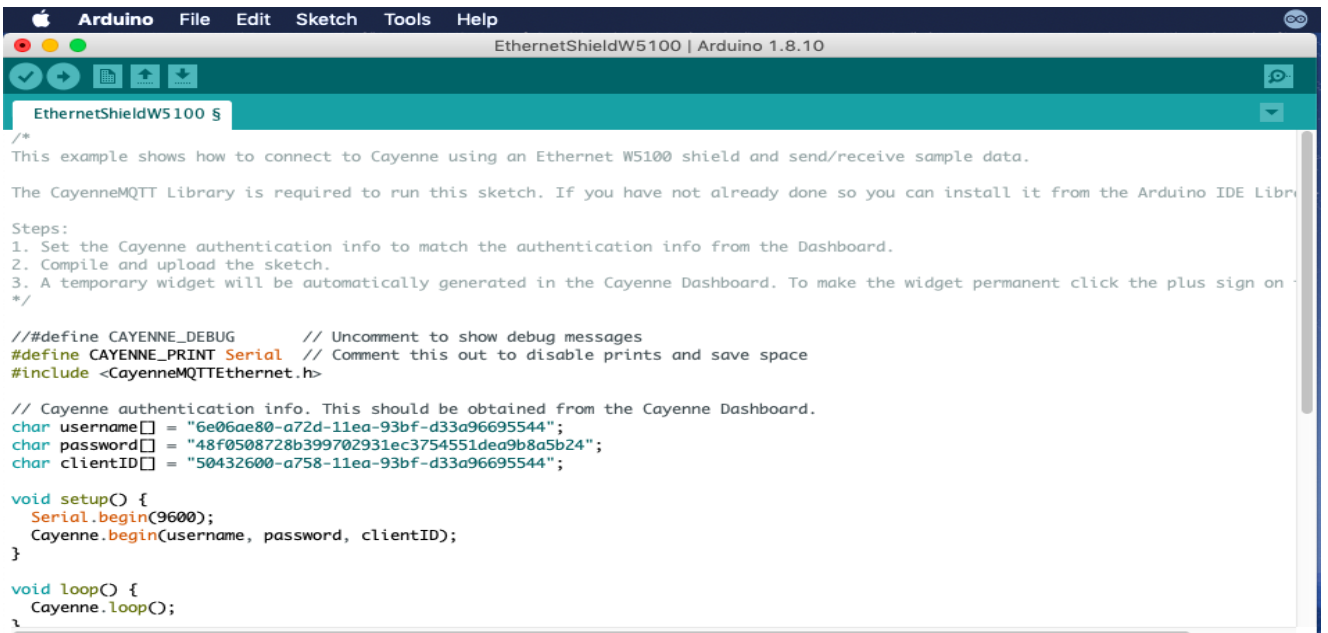 Arduino File Edit Sketch Tools Help
EthernetShieldW5100 | Arduino 1.8.10
EthernetShieldW5100 §
/*
This example shows how to connect to Cayenne using an Ethernet W5100 shield and send/receive sample data.
The CayenneMQTT Library is required to run this sketch. If you have not already done so you can install it from the Arduino IDE Libr
Steps:
1. Set the Cayenne authentication info to match the authentication info from the Dashboard.
2. Compile and upload the sketch.
3. A temporary widget will be automatically generated in the Cayenne Dashboard. To make the widget permanent click the plus sign on
*/
//#define CAYENNE_DEBUG       // Uncomment to show debug messages
#define CAYENNE_PRINT Serial  // Comment this out to disable prints and save space
#include <CayenneMQTTEthernet.h>
// Cayenne authentication info. This should be obtained from the Cayenne Dashboard.
char username[] = "6e06ae80-a72d-11ea-93bf-d33a96695544";
char password[] = "48f0508728b399702931ec3754551dea9b8a5b24";
char clientID[] = "50432600-a758-11ea-93bf-d33a96695544";
void setup() {
  Serial.begin(9600);
  Cayenne.begin(username, password, clientID);
}
void loop() {
  Cayenne.loop();
}